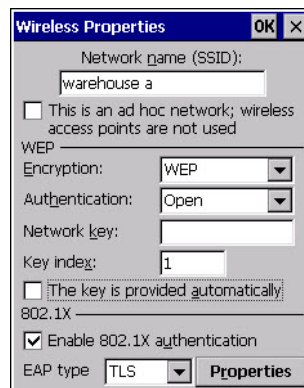 Wireless Properties OK ×
Network name (SSID):
warehouse a
This is an ad hoc network; wireless
access points are not used
WEP
Encryption: WEP
Authentication: Open
Network key:
Key index: 1
The key is provided automatically
802.1X
Enable 802.1X authentication
EAP type TLS Properties